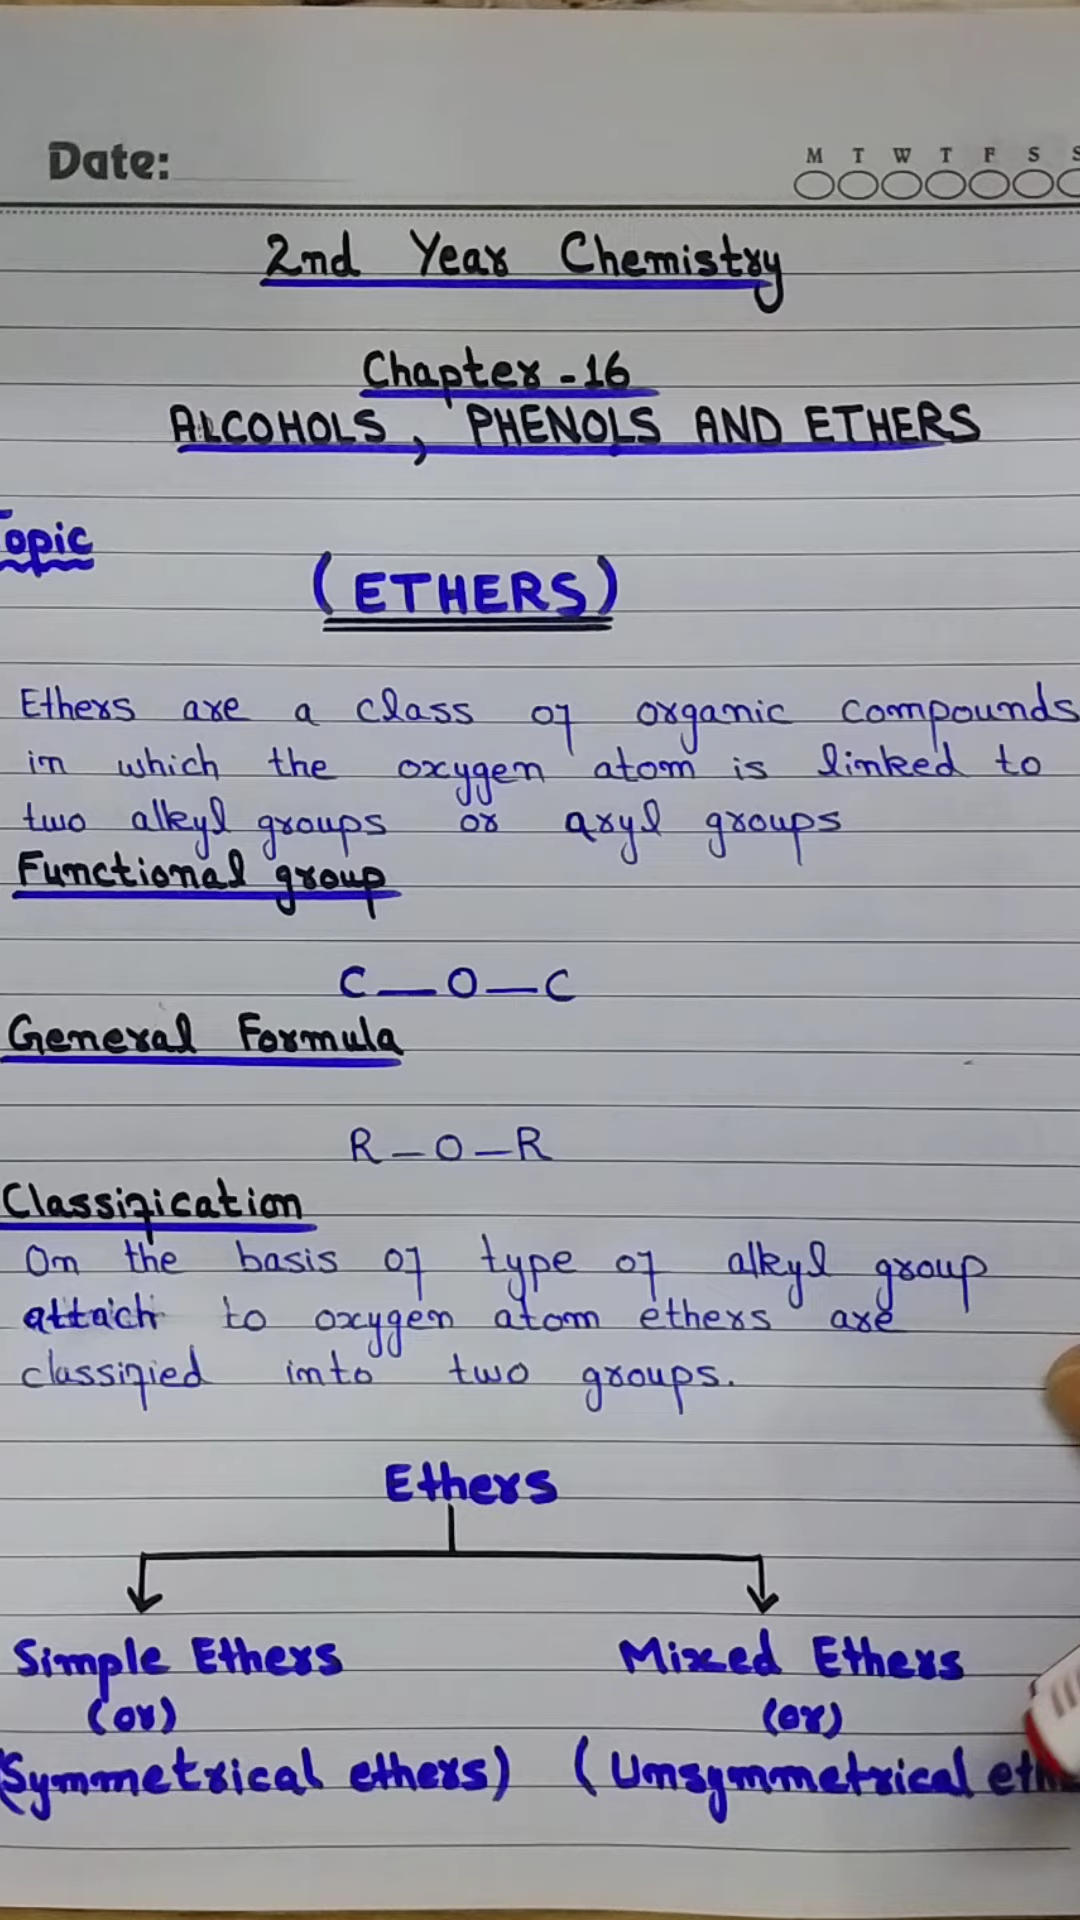 Date:
M T W T F S S
2nd Year Chemistry
Chapter - 16
ALCOHOLS, PHENOLS AND ETHERS
Topic
(ETHERS)
Ethers are a class of organic compounds
in which the oxygen atom is linked to
two alkyl groups or aryl groups
Functional group
C — O — C
General Formula
R — O — R
Classification
On the basis of type of alkyl group
attach to oxygen atom ethers are
classified into two groups.
Ethers
Simple Ethers Mixed Ethers
(or) (or)
(Symmetrical ethers) (Unsymmetrical eth